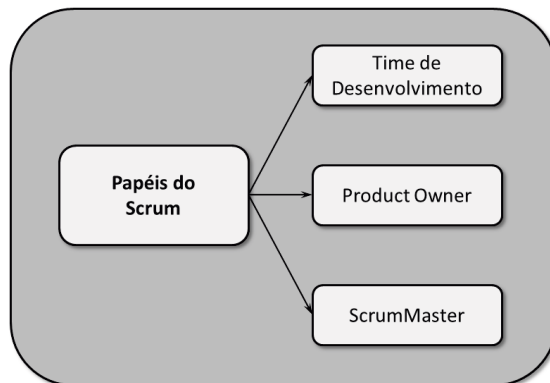 Papéis do
Scrum
Time de
Desenvolvimento
Product Owner
ScrumMaster